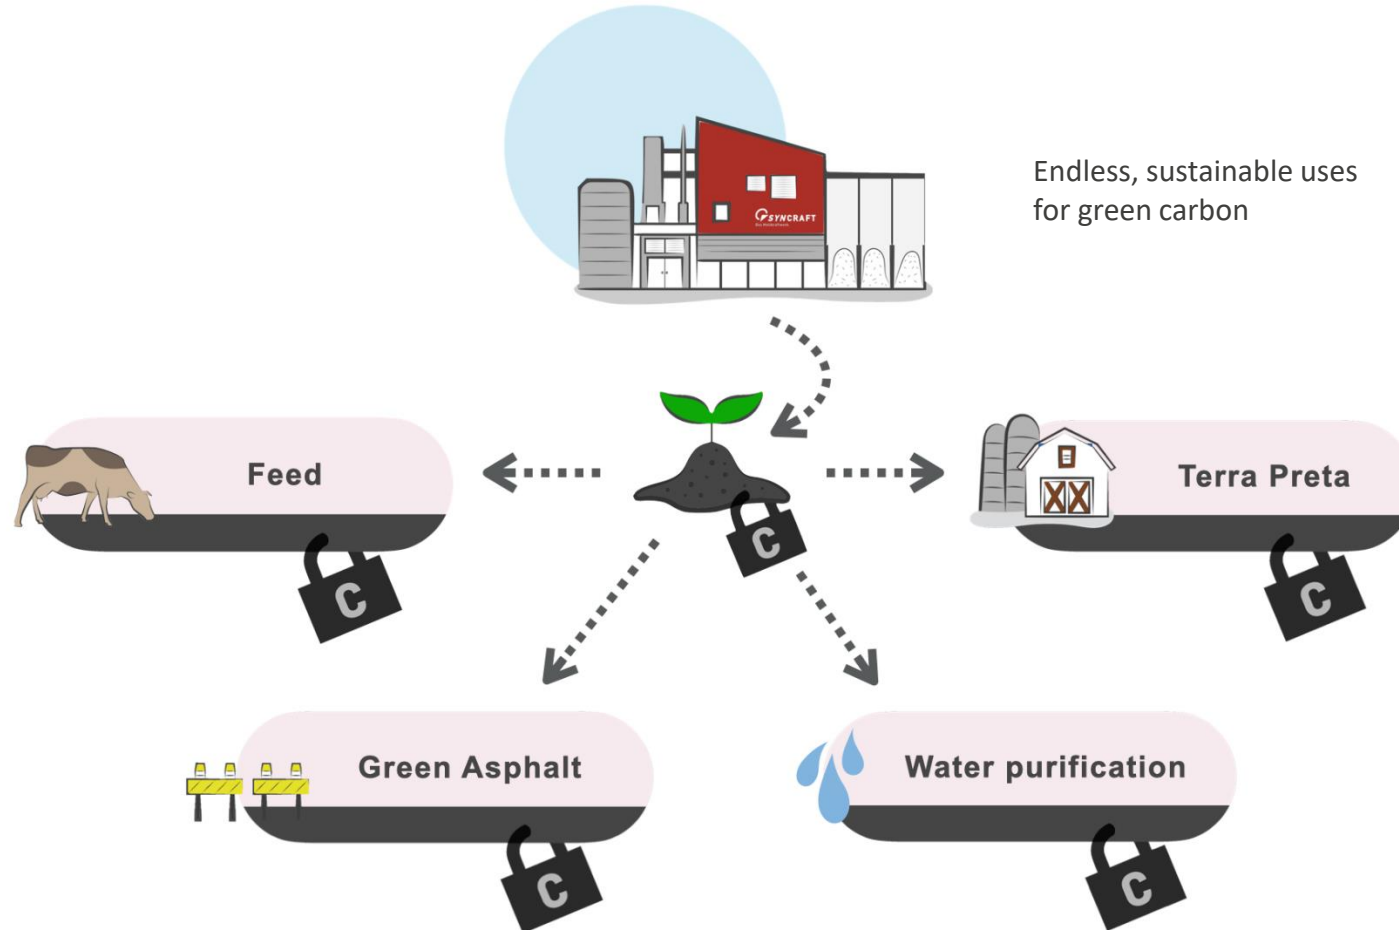 Endless, sustainable uses
for green carbon
SYNCRAFT
C
Feed
C
Terra Preta
C
Green Asphalt
C
Water purification
C